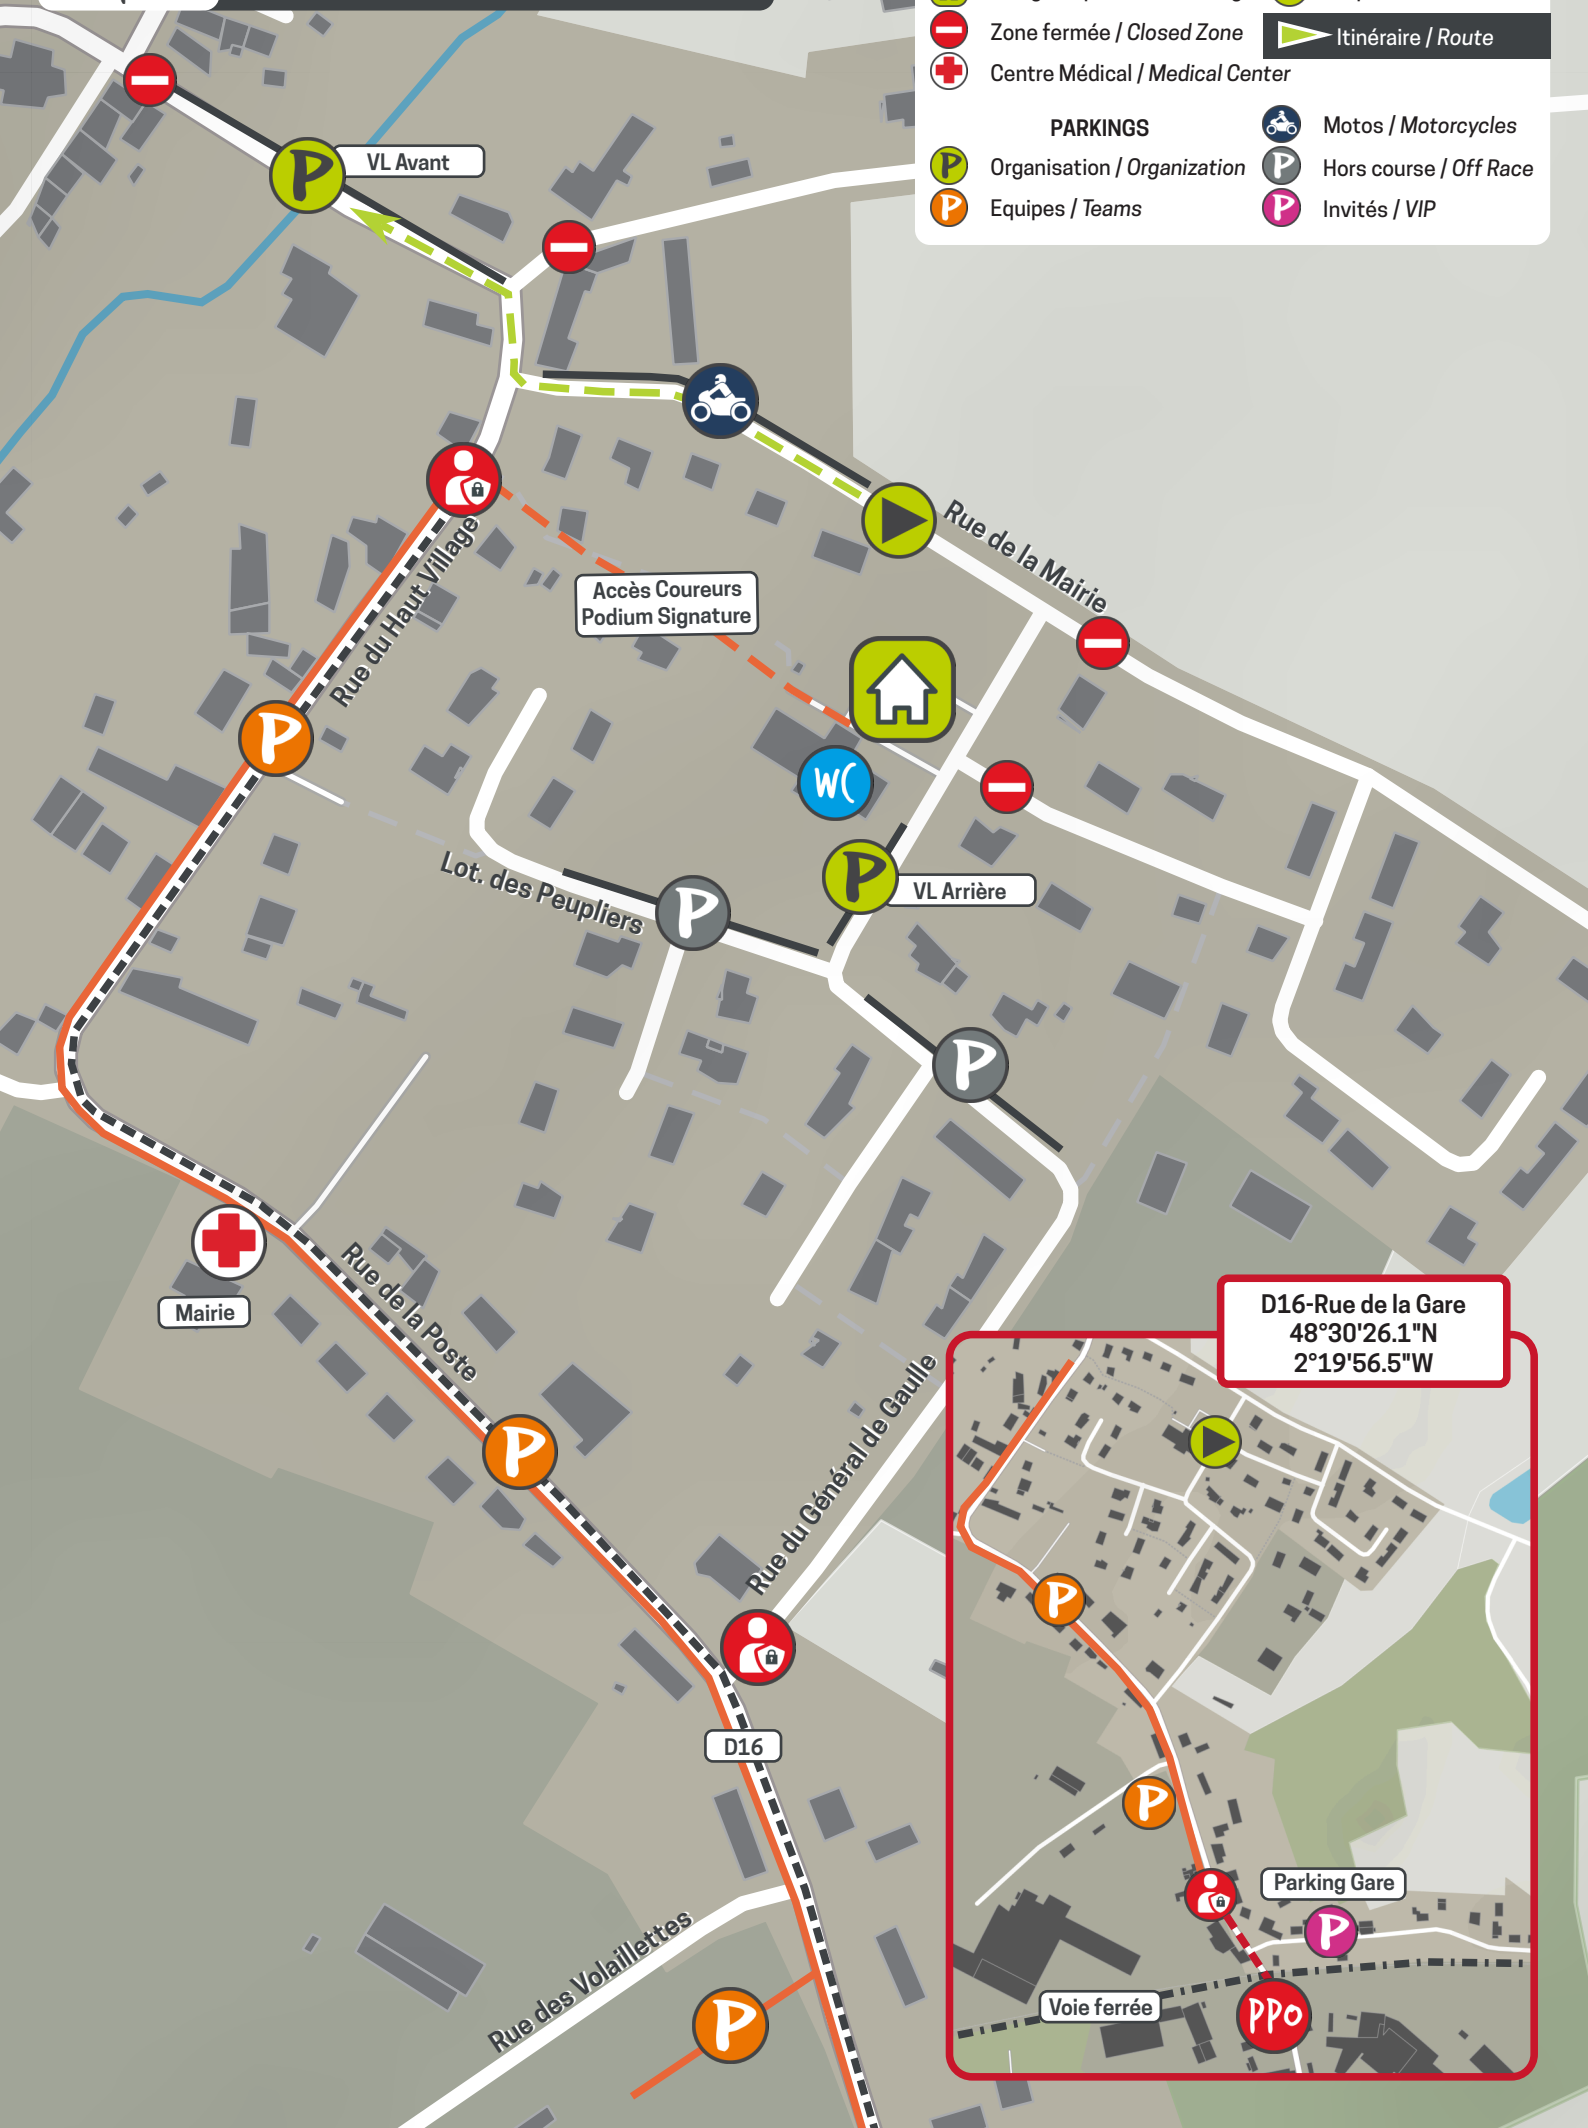 Zone fermée / Closed Zone
Itinéraire / Route
Centre Médical / Medical Center
PARKINGS
Motos / Motorcycles
P Organisation / Organization
P Hors course / Off Race
P Equipes / Teams
P Invités / VIP
P VL Avant
Rue de la Mairie
Rue du Haut Village
Accès Coureurs
Podium Signature
P
WC
Lot. des Peupliers
P
P VL Arrière
P
Mairie
Rue de la Poste
P
Rue du Général de Gaulle
D16
Rue des Volaillettes
P
D16-Rue de la Gare
48°30'26.1"N
2°19'56.5"W
P
P
Parking Gare
P
Voie ferrée
PPO